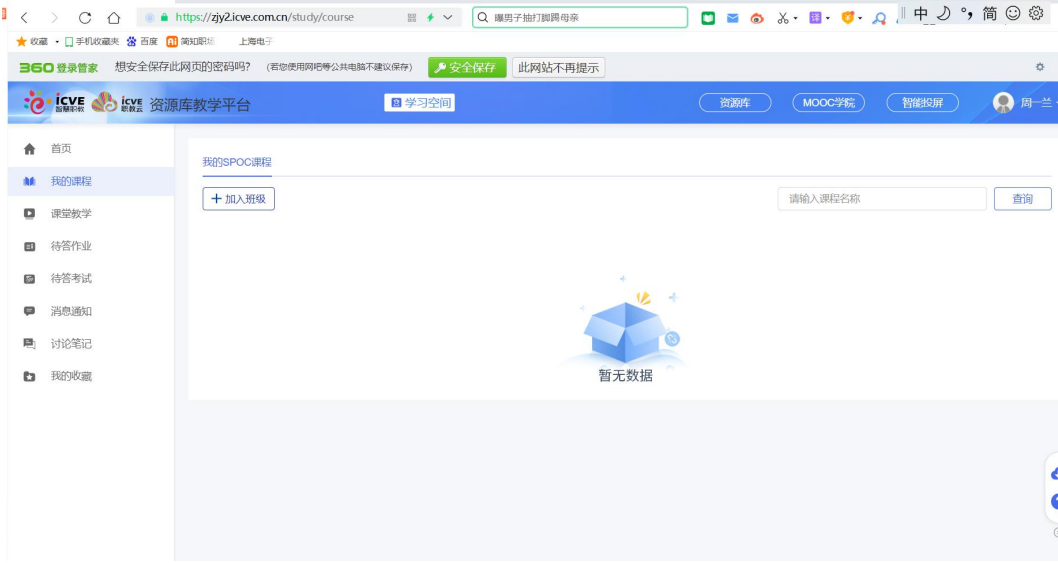 https://zjy2.icve.com.cn/study/course 曝男子抽打脚踢母亲 译 中 简
收藏 手机收藏夹 百度 简知职场 上海电子
360 登录管家 想安全保存此网页的密码吗? (若您使用网吧等公共电脑不建议保存) 安全保存 此网站不再提示
ICVE 智慧职教 icve 职教云 资源库教学平台 学习空间 资源库 MOOC学院 智能投屏 周一兰
首页
我的SPOC课程
我的课程
+ 加入班级 请输入课程名称 查询
课堂教学
待答作业
待答考试
消息通知
讨论笔记
我的收藏
暂无数据